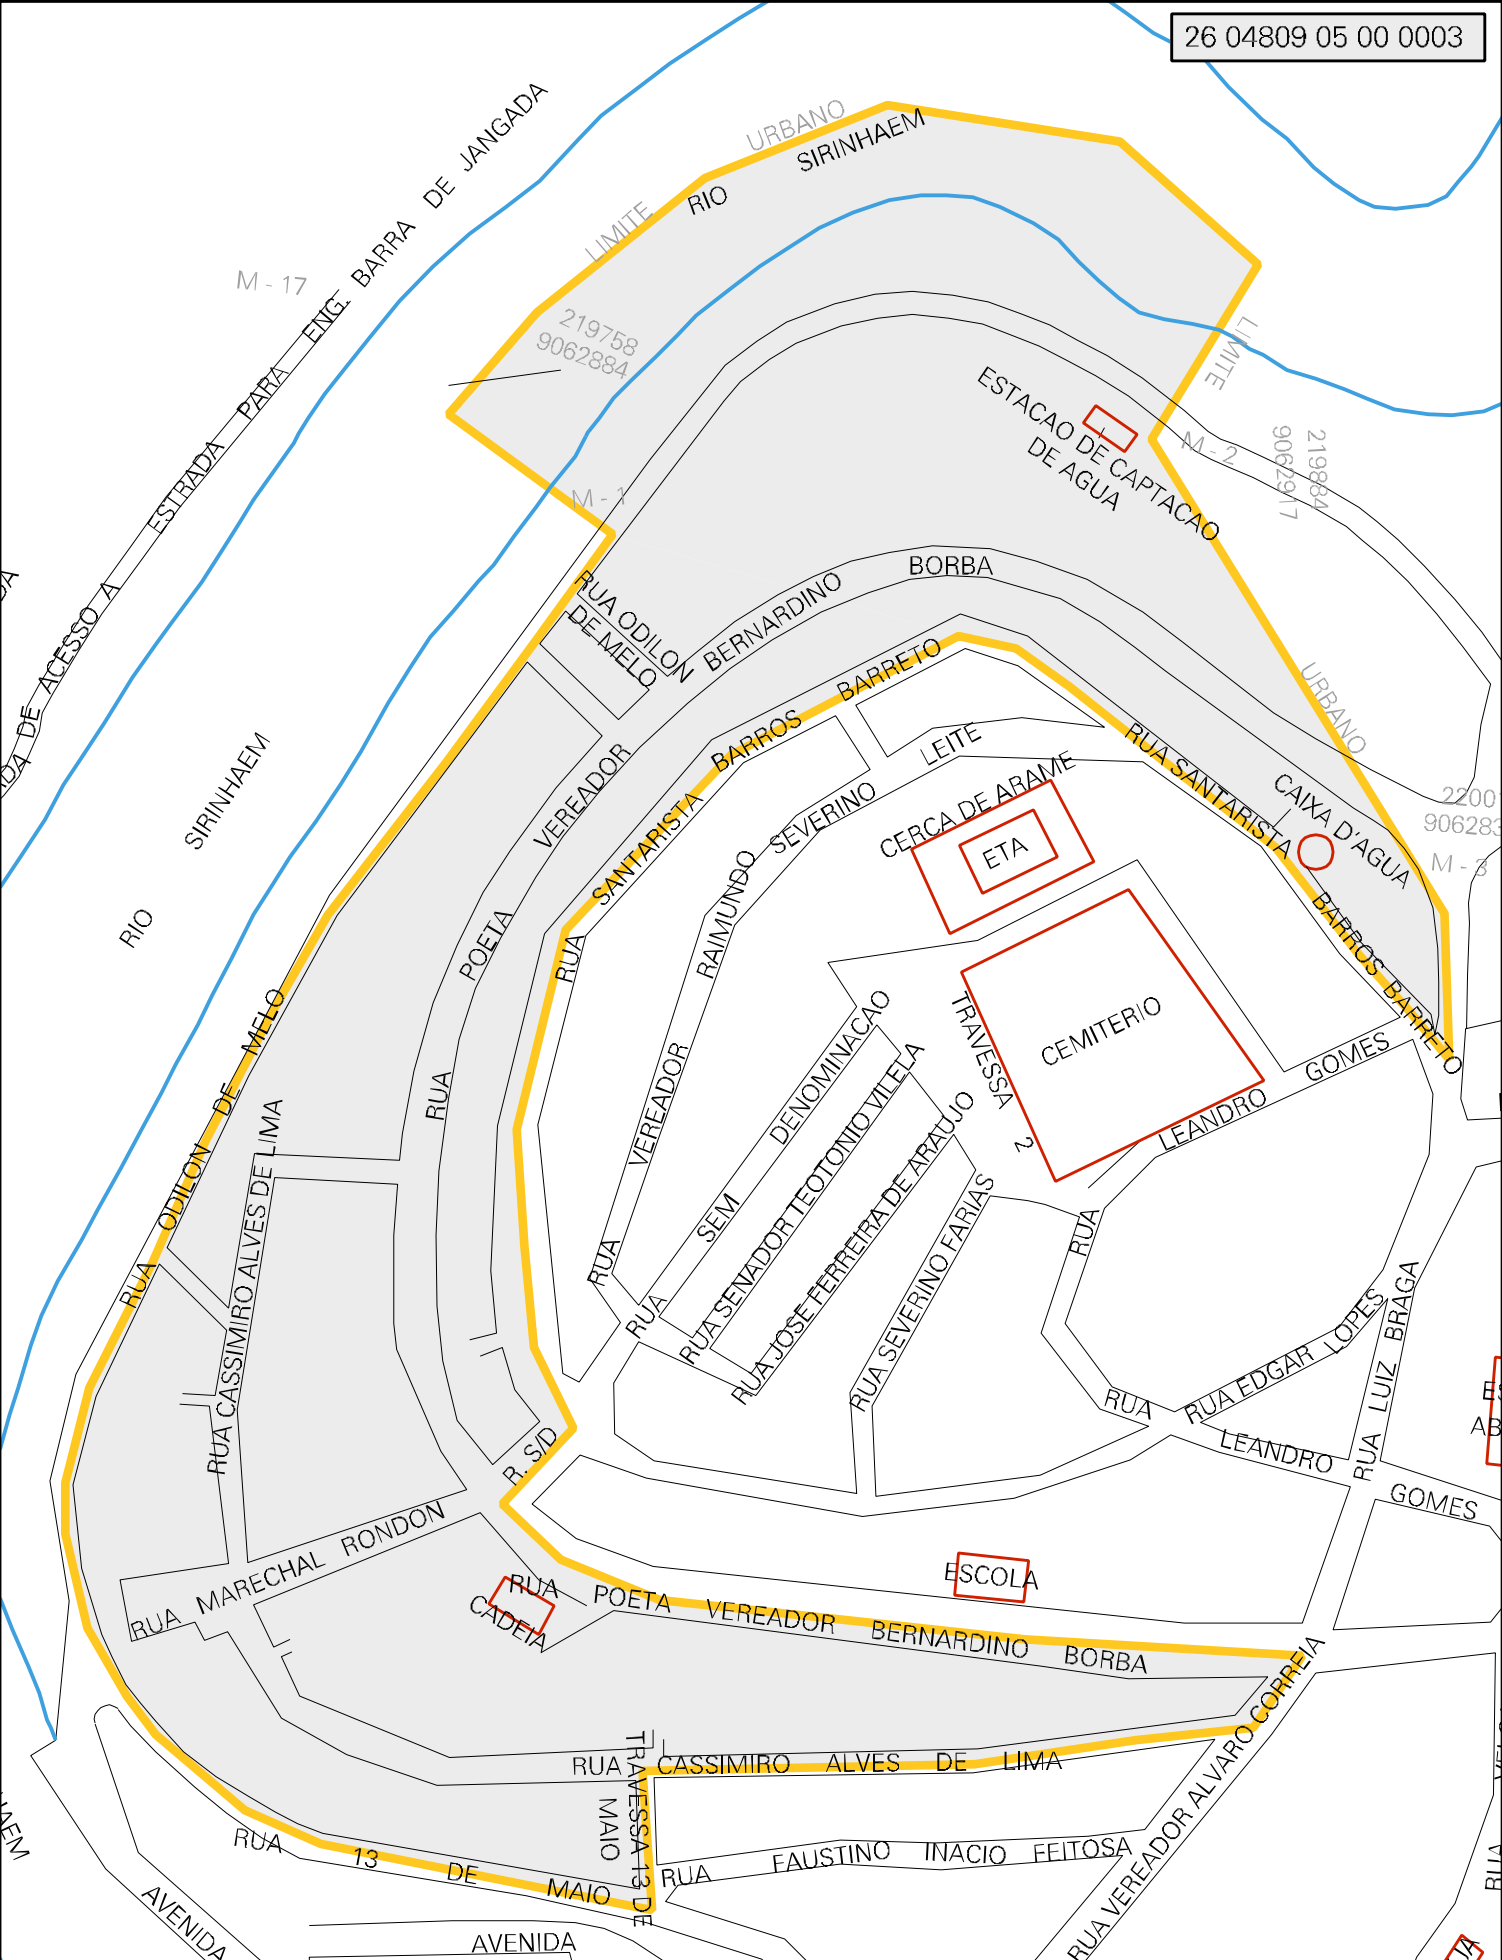 26 04809 05 00 0003
URBANO
RIO SIRINHAEM
LIMITE
ESTRADA PARA ENG. BARRA DE JANGADA
DE ACESSO A
M - 17
219758
9062884
LIMITE
ESTACAO DE CAPTACAO
DE AGUA
M - 2
219884
9062917
M - 1
RUA ODILON
DE MELO
BERNARDINO BORBA
URBANO
RUA SANTARISTA BARROS BARRETO
LEITE
RUA SANTARISTA BARROS BARRETO
CAIXA D'AGUA
CERCA DE ARAME
ETA
M - 3
RIO SIRINHAEM
RUA POETA VEREADOR
RUA VEREADOR RAIMUNDO SEVERINO
CEMITERIO
TRAVESSA 2
RUA LEANDRO GOMES
RUA ODILON DE MELO
RUA CASSIMIRO ALVES DE LIMA
RUA SEM DENOMINACAO
RUA SENADOR TEOTONIO VILELA
RUA JOSE FERREIRA DE ARAUJO
RUA SEVERINO FARIAS
RUA EDGAR LOPES
RUA LUIZ BRAGA
RUA LEANDRO GOMES
R. S/D
RUA MARECHAL RONDON
CADEIA
ESCOLA
RUA POETA VEREADOR BERNARDINO BORBA
RUA CASSIMIRO ALVES DE LIMA
TRAVESSA 13 DE
MAIO
RUA VEREADOR ALVARO CORREIA
RUA FAUSTINO INACIO FEITOSA
RUA 13 DE MAIO
AVENIDA
AVENIDA
RUA